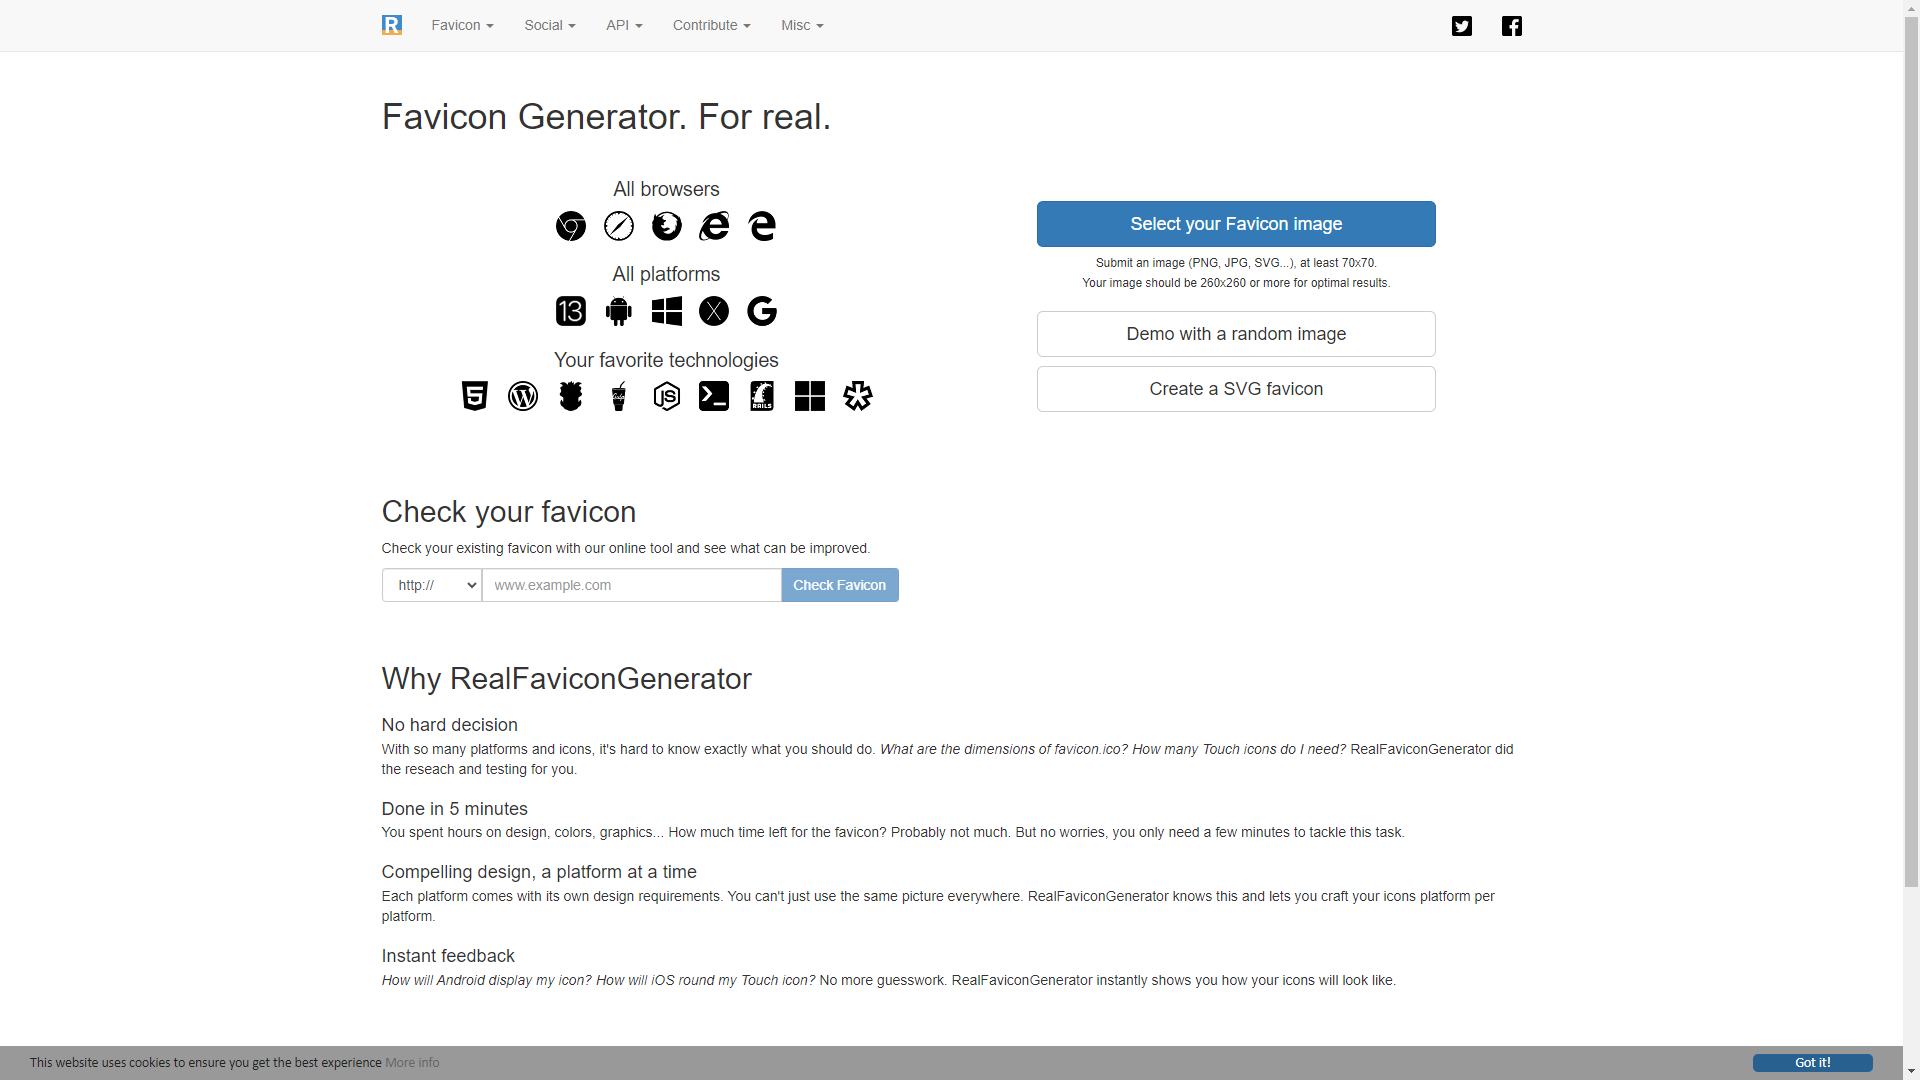 R
Favicon
Social
API
Contribute
Misc
Favicon Generator. For real.
All browsers
All platforms
13
X
G
Your favorite technologies
5
JS
RAILS
Select your Favicon image
Submit an image (PNG, JPG, SVG...), at least 70x70.
Your image should be 260x260 or more for optimal results.
Demo with a random image
Create a SVG favicon
Check your favicon
Check your existing favicon with our online tool and see what can be improved.
http://
www.example.com
Check Favicon
Why RealFaviconGenerator
No hard decision
With so many platforms and icons, it's hard to know exactly what you should do. What are the dimensions of favicon.ico? How many Touch icons do I need? RealFaviconGenerator did
the reseach and testing for you.
Done in 5 minutes
You spent hours on design, colors, graphics... How much time left for the favicon? Probably not much. But no worries, you only need a few minutes to tackle this task.
Compelling design, a platform at a time
Each platform comes with its own design requirements. You can't just use the same picture everywhere. RealFaviconGenerator knows this and lets you craft your icons platform per
platform.
Instant feedback
How will Android display my icon? How will iOS round my Touch icon? No more guesswork. RealFaviconGenerator instantly shows you how your icons will look like.
This website uses cookies to ensure you get the best experience More info
Got it!